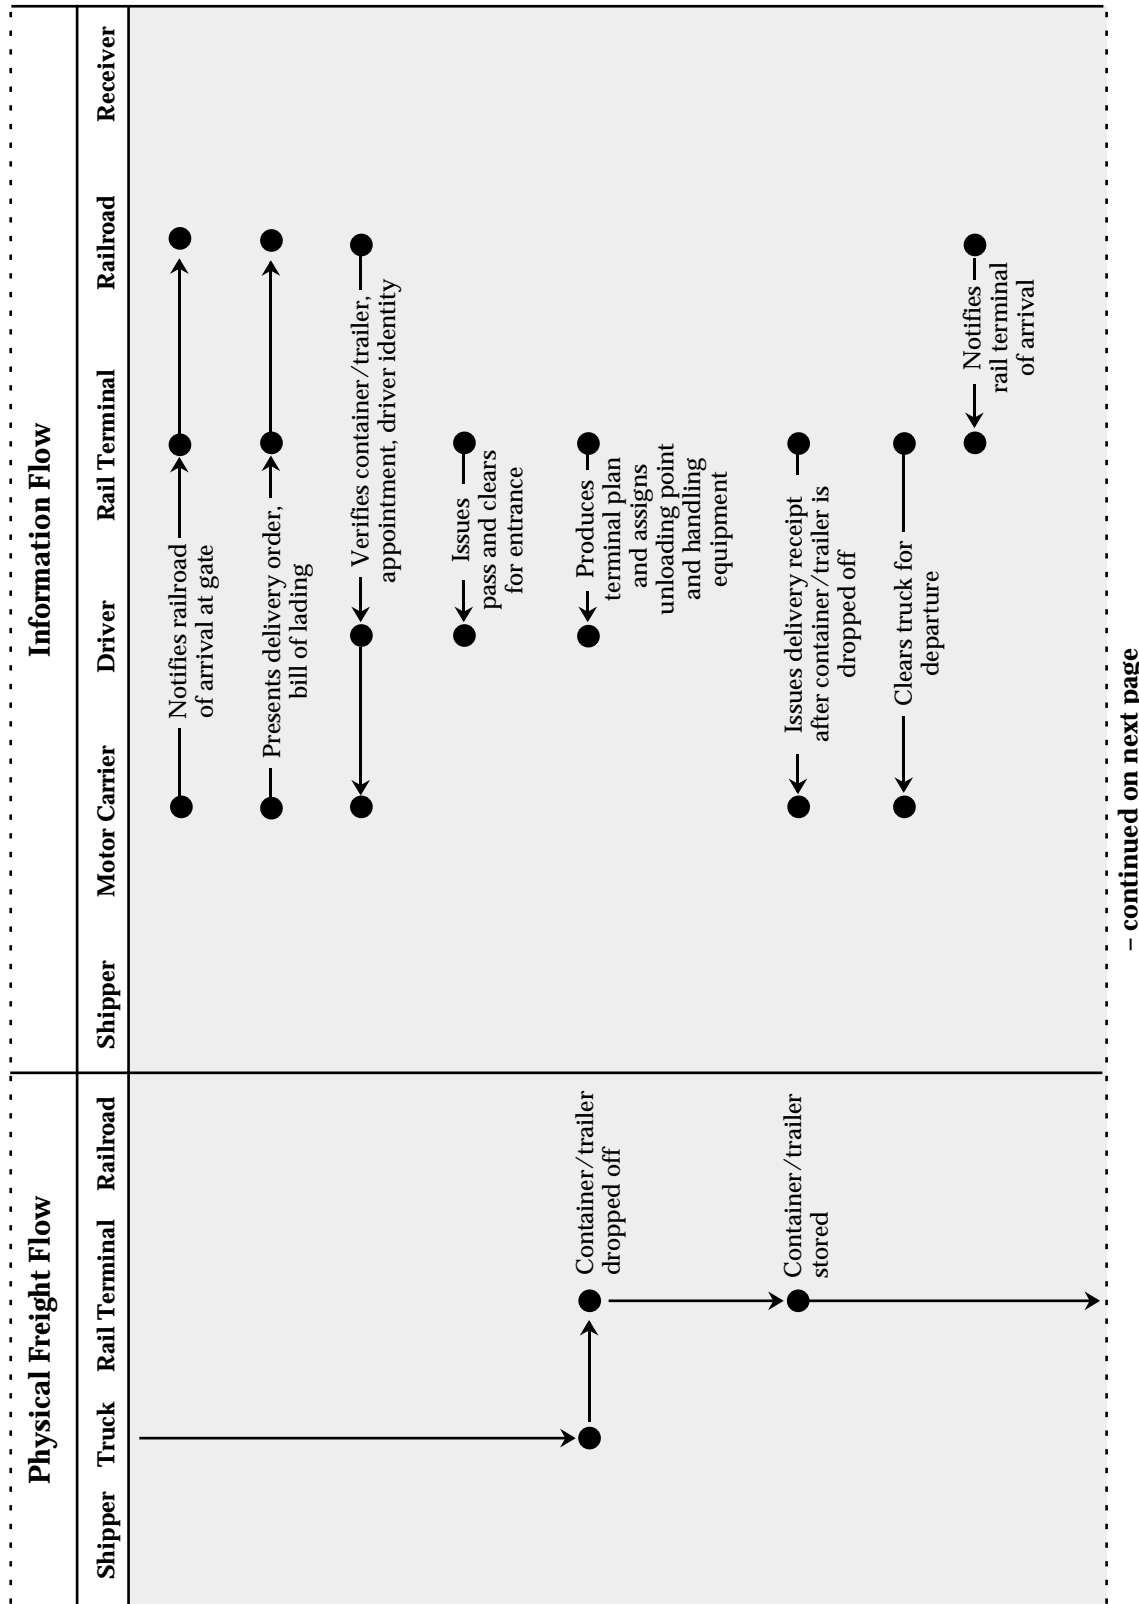 Physical Freight Flow
Information Flow
Shipper
Truck
Rail Terminal
Railroad
Shipper
Motor Carrier
Driver
Rail Terminal
Railroad
Receiver
Notifies railroad
of arrival at gate
Presents delivery order,
bill of lading
Verifies container/trailer,
appointment, driver identity
Issues
pass and clears
for entrance
Container/trailer
dropped off
Produces
terminal plan
and assigns
unloading point
and handling
equipment
Container/trailer
stored
Issues delivery receipt
after container/trailer is
dropped off
Clears truck for
departure
Notifies
rail terminal
of arrival
– continued on next page